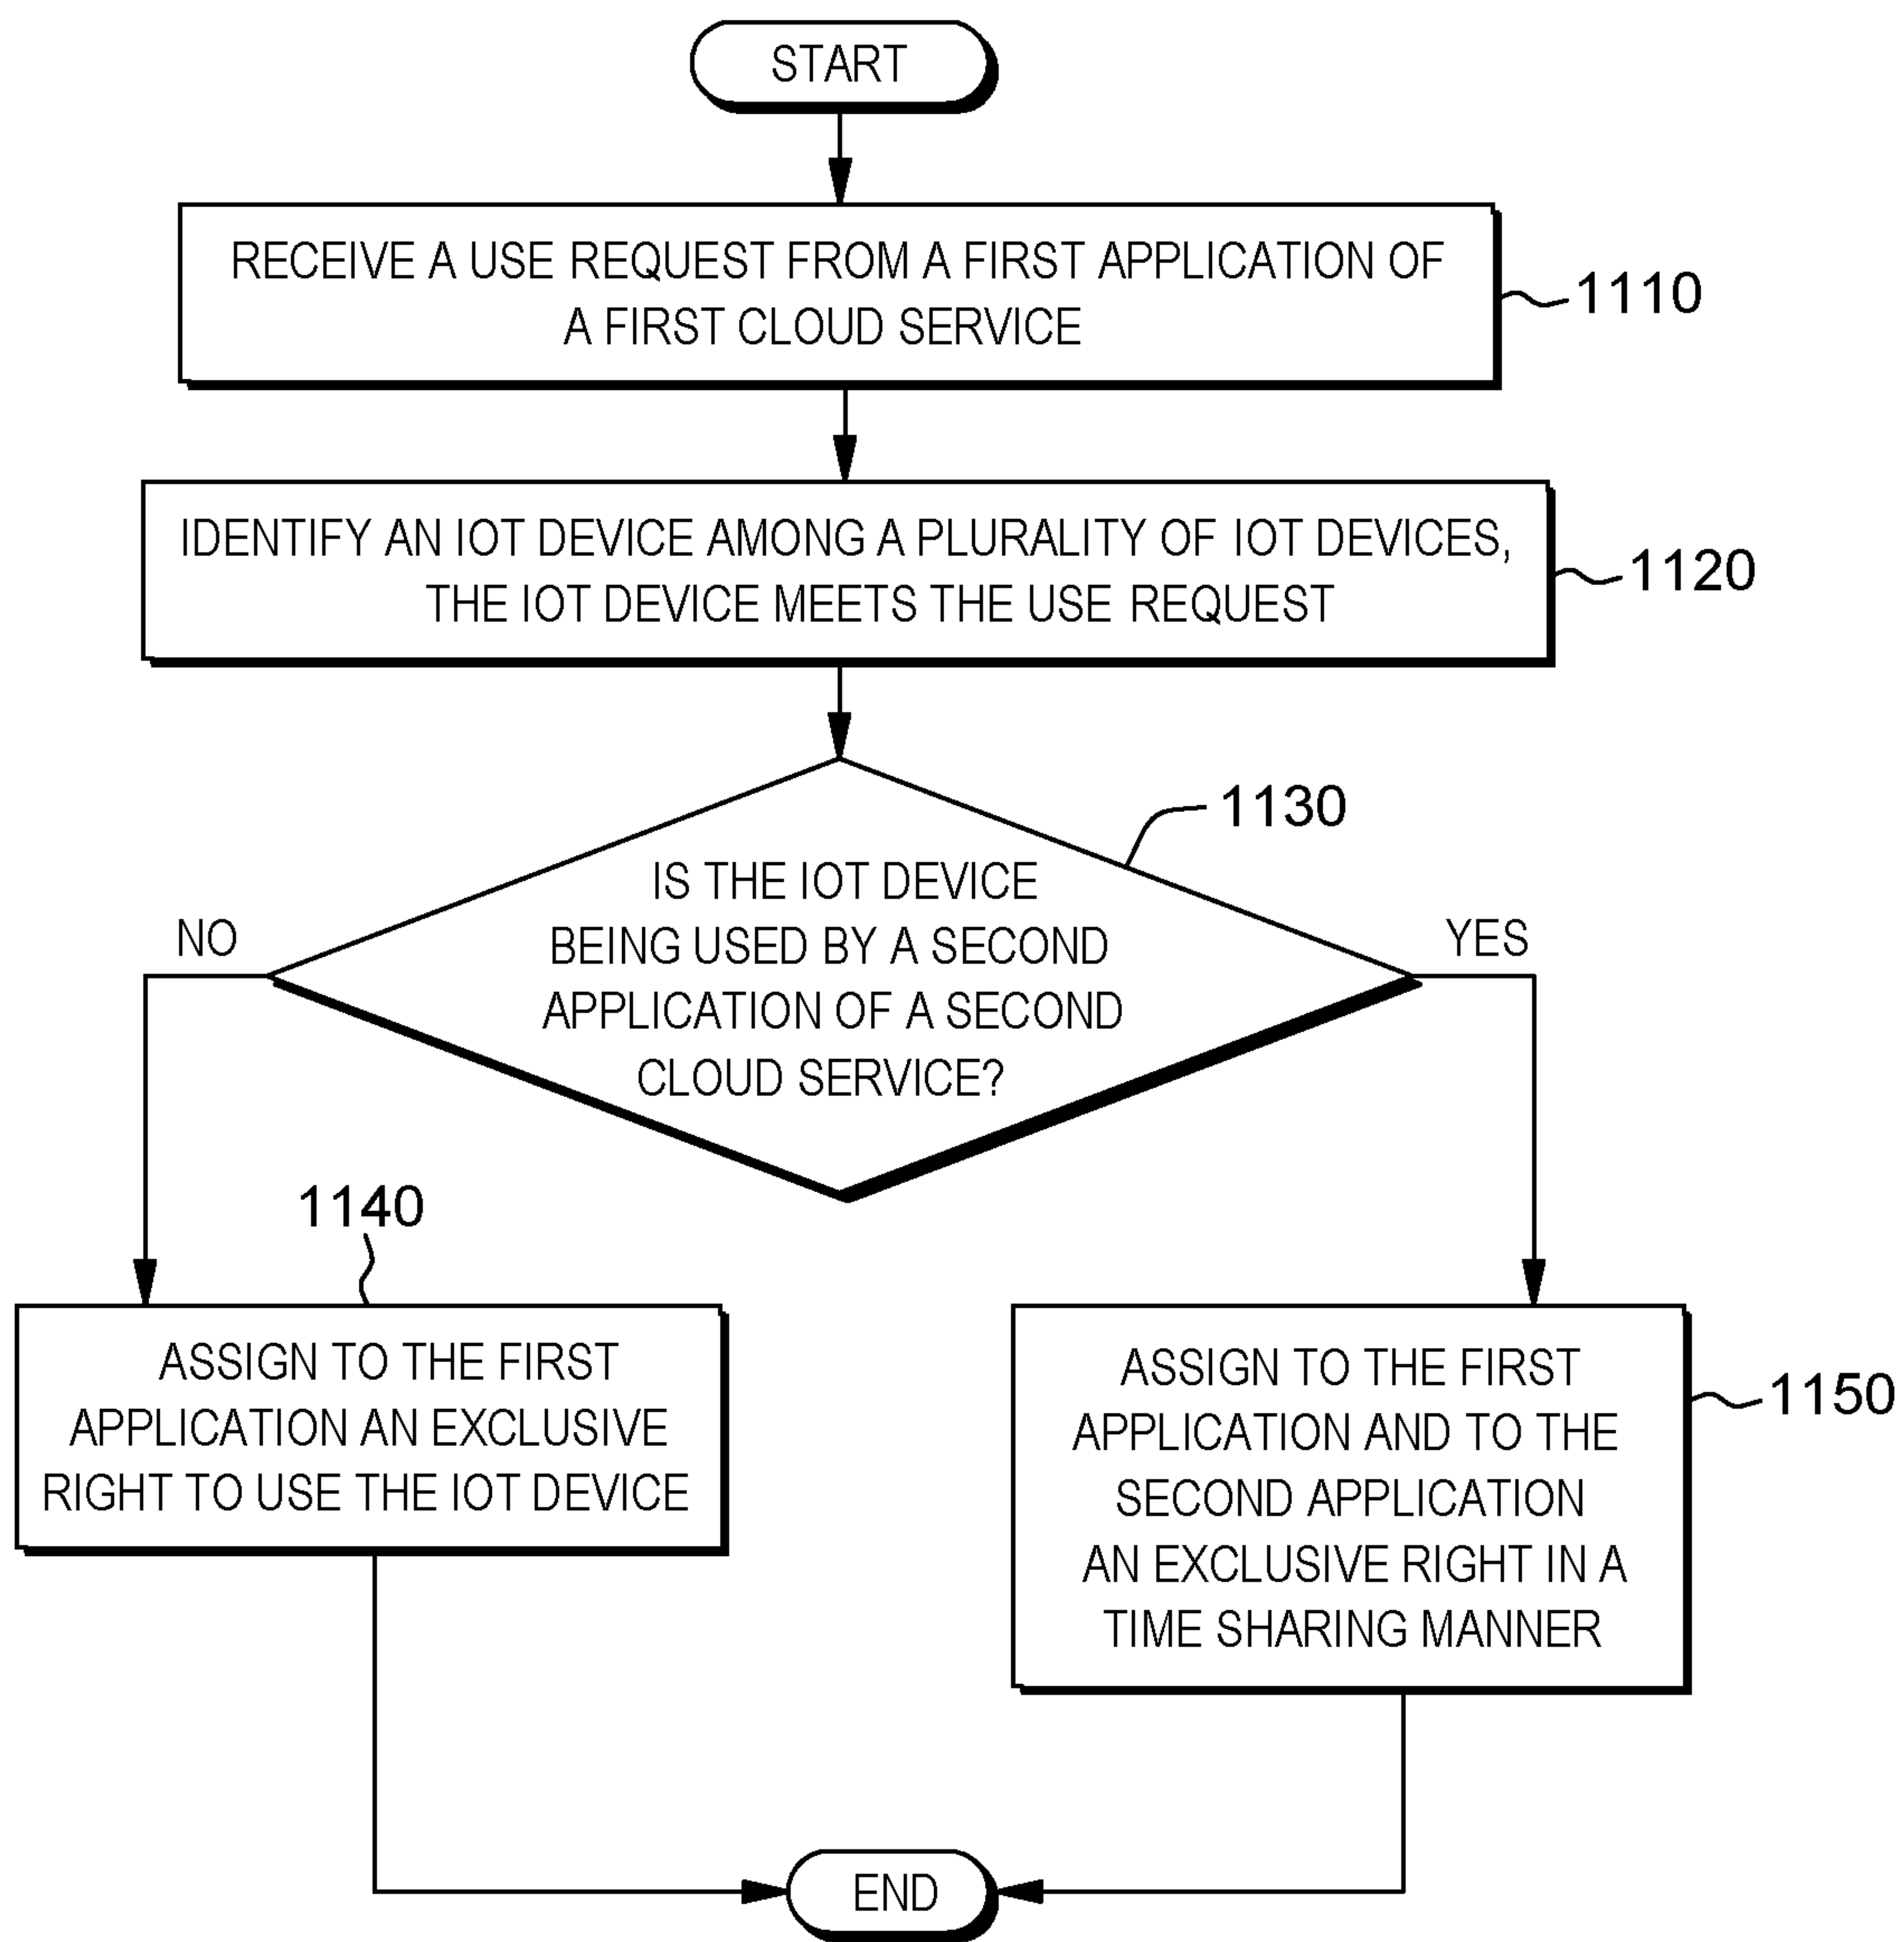 START
RECEIVE A USE REQUEST FROM A FIRST APPLICATION OF
A FIRST CLOUD SERVICE
1110
IDENTIFY AN IOT DEVICE AMONG A PLURALITY OF IOT DEVICES,
THE IOT DEVICE MEETS THE USE REQUEST
1120
1130
IS THE IOT DEVICE
BEING USED BY A SECOND
APPLICATION OF A SECOND
CLOUD SERVICE?
NO
YES
1140
ASSIGN TO THE FIRST
APPLICATION AN EXCLUSIVE
RIGHT TO USE THE IOT DEVICE
ASSIGN TO THE FIRST
APPLICATION AND TO THE
SECOND APPLICATION
AN EXCLUSIVE RIGHT IN A
TIME SHARING MANNER
1150
END